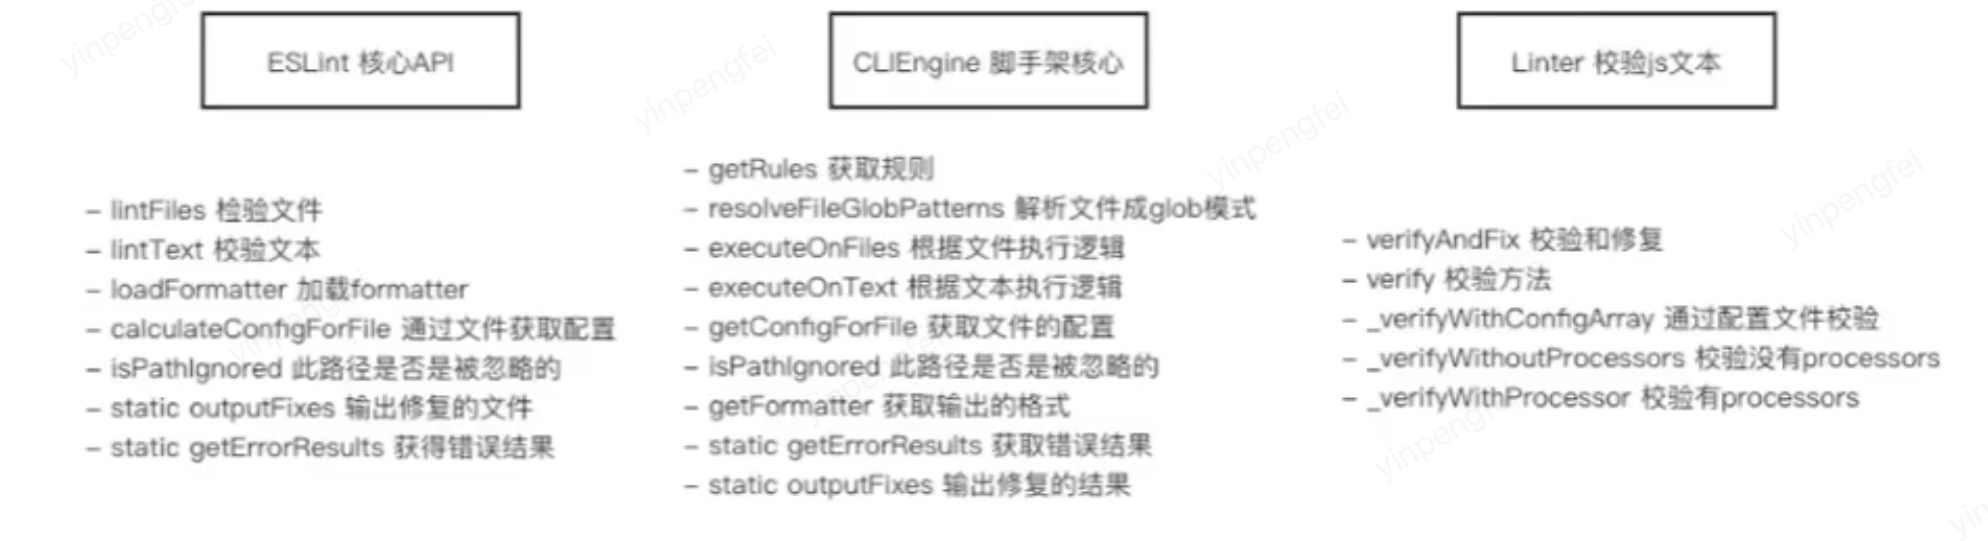 ESLint 核心API
– lintFiles 检验文件
– lintText 校验文本
– loadFormatter 加载formatter
– calculateConfigForFile 通过文件获取配置
– isPathIgnored 此路径是否是被忽略的
– static outputFixes 输出修复的文件
– static getErrorResults 获得错误结果
CLIEngine 脚手架核心
– getRules 获取规则
– resolveFileGlobPatterns 解析文件成glob模式
– executeOnFiles 根据文件执行逻辑
– executeOnText 根据文本执行逻辑
– getConfigForFile 获取文件的配置
– isPathIgnored 此路径是否是被忽略的
– getFormatter 获取输出的格式
– static getErrorResults 获取错误结果
– static outputFixes 输出修复的结果
Linter 校验js文本
– verifyAndFix 校验和修复
– verify 校验方法
– _verifyWithConfigArray 通过配置文件校验
– _verifyWithoutProcessors 校验没有processors
– _verifyWithProcessor 校验有processors
yinpengfei
yinpengfei
yinpengfei
yinpengfei
yinpengfei